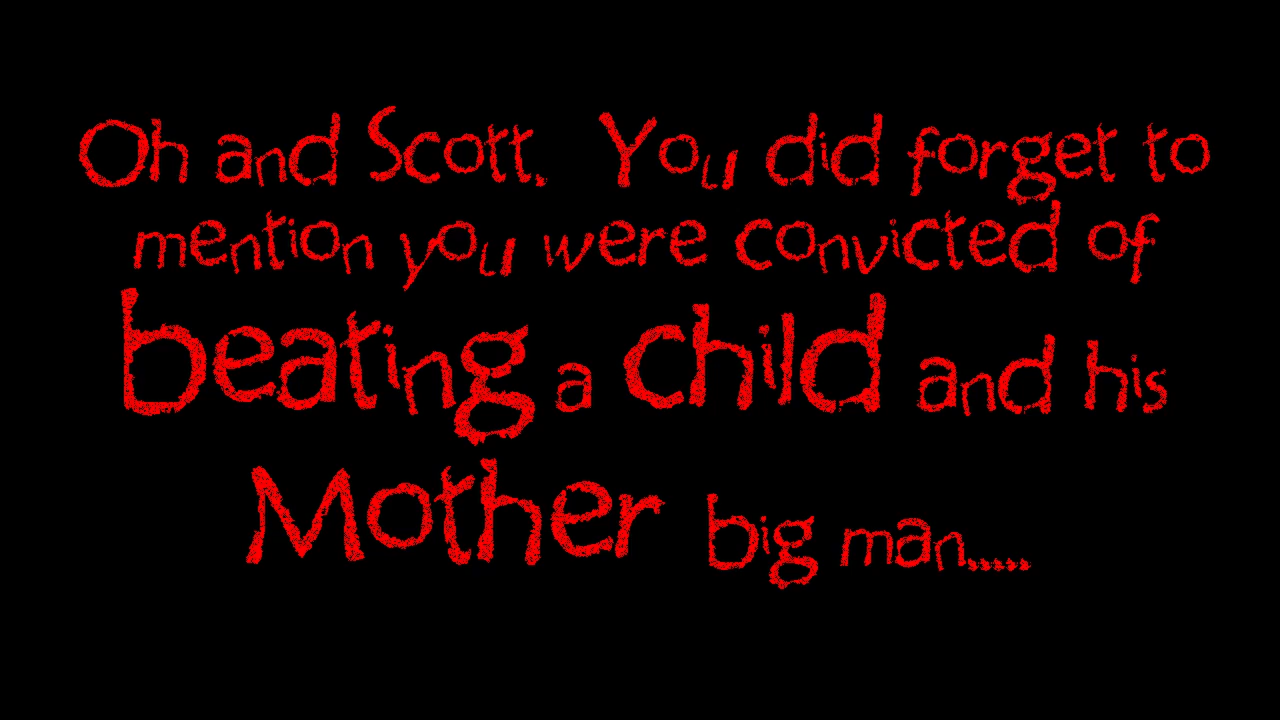 Oh and Scott. You did forget to
mention you were convicted of
beating a child and his
Mother big man.....